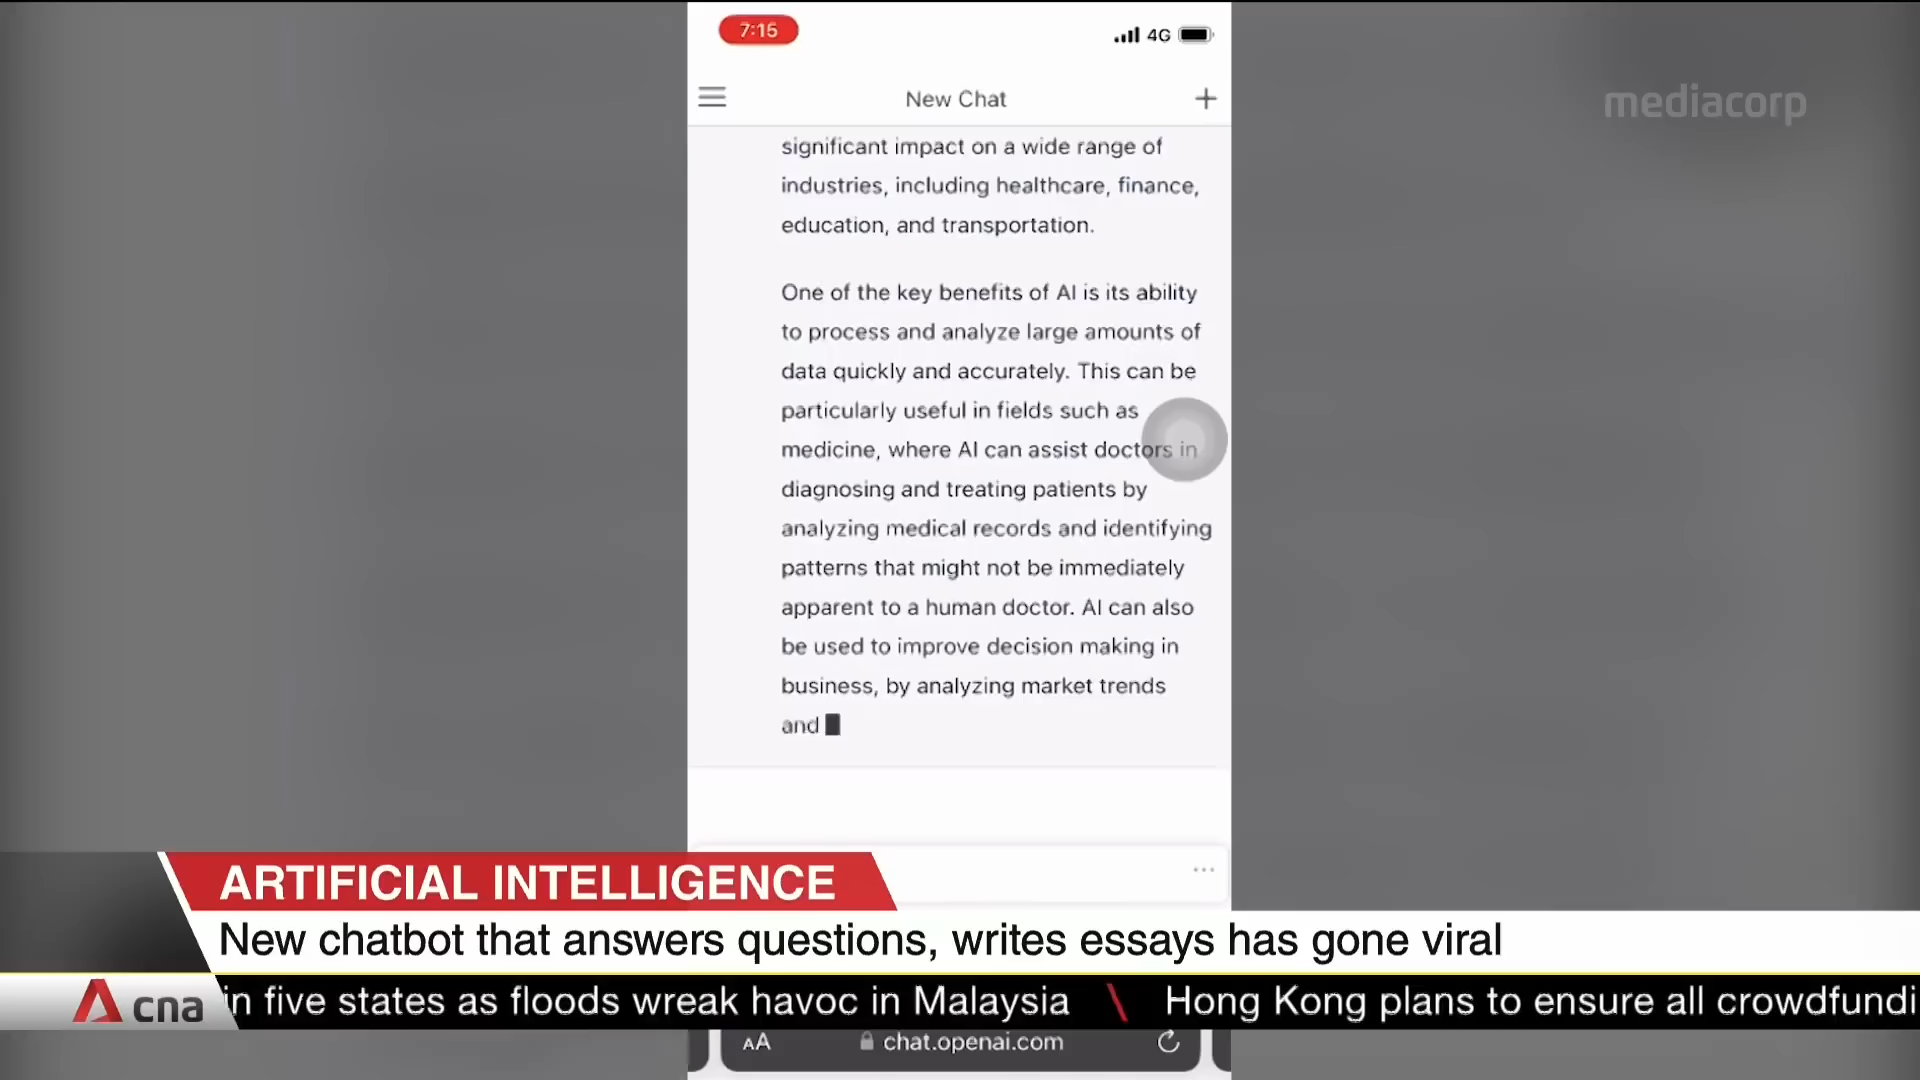 7:15
4G
New Chat
mediacorp
significant impact on a wide range of
industries, including healthcare, finance,
education, and transportation.
One of the key benefits of AI is its ability
to process and analyze large amounts of
data quickly and accurately. This can be
particularly useful in fields such as
medicine, where AI can assist doctors in
diagnosing and treating patients by
analyzing medical records and identifying
patterns that might not be immediately
apparent to a human doctor. AI can also
be used to improve decision making in
business, by analyzing market trends
and
ARTIFICIAL INTELLIGENCE
New chatbot that answers questions, writes essays has gone viral
cna
in five states as floods wreak havoc in Malaysia \ Hong Kong plans to ensure all crowdfundi
AA
chat.openai.com